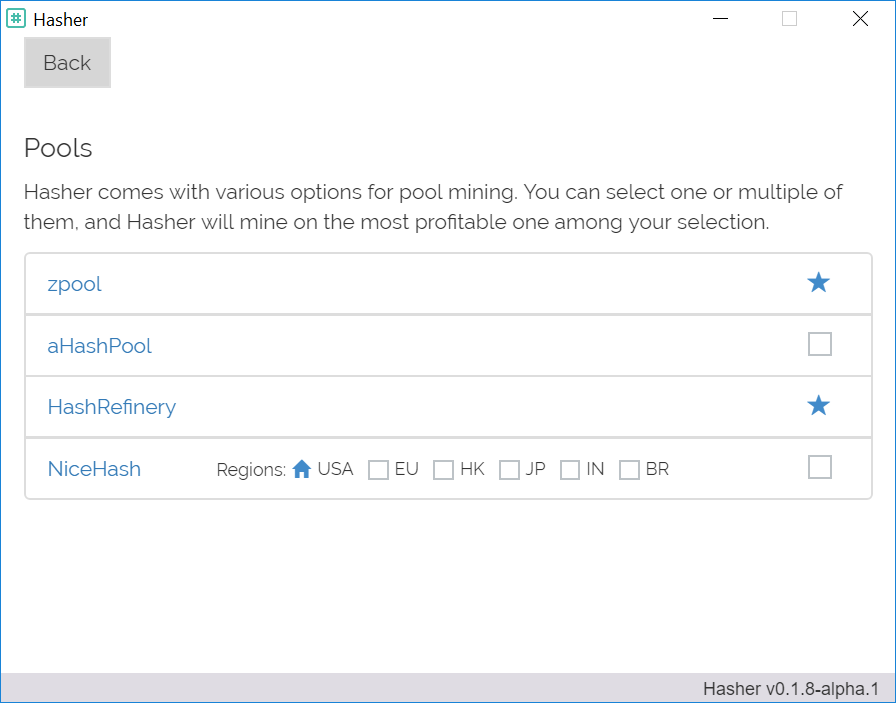 Hasher
Back
Pools
Hasher comes with various options for pool mining. You can select one or multiple of
them, and Hasher will mine on the most profitable one among your selection.
zpool
aHashPool
HashRefinery
NiceHash Regions: USA EU HK JP IN BR
Hasher v0.1.8-alpha.1